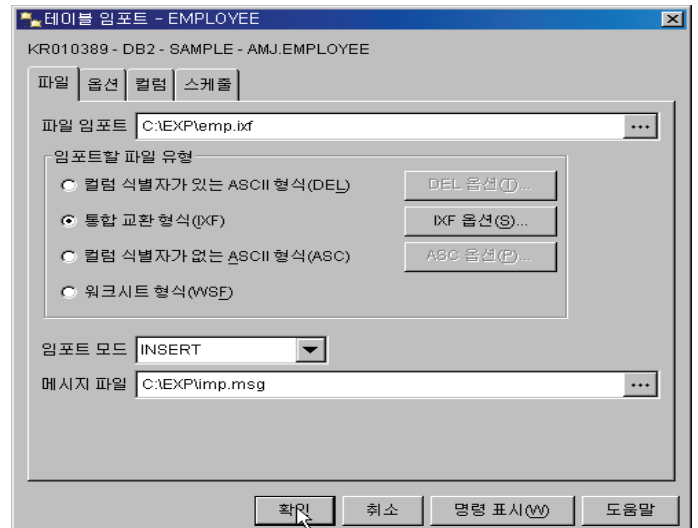 테이블 임포트 - EMPLOYEE
KR010389 - DB2 - SAMPLE - AMJ.EMPLOYEE
파일 옵션 컬럼 스케줄
파일 임포트 C:\EXP\emp.ixf ...
임포트할 파일 유형
컬럼 식별자가 있는 ASCII 형식(DEL) DEL 옵션(T)...
통합 교환 형식(IXF) IXF 옵션(S)...
컬럼 식별자가 없는 ASCII 형식(ASC) ASC 옵션(P)...
워크시트 형식(WSF)
임포트 모드 INSERT
메시지 파일 C:\EXP\imp.msg ...
확인 취소 명령 표시(W) 도움말